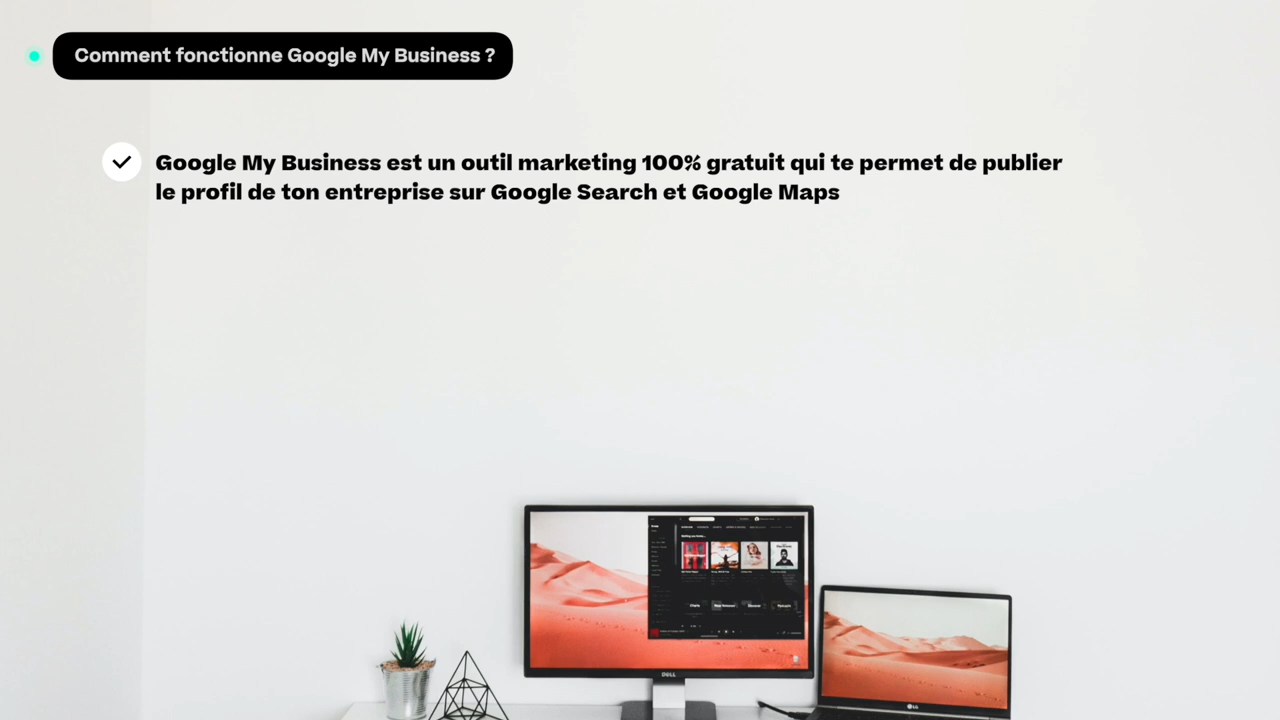 Comment fonctionne Google My Business ?
Google My Business est un outil marketing 100% gratuit qui te permet de publier
le profil de ton entreprise sur Google Search et Google Maps
DELL
LG